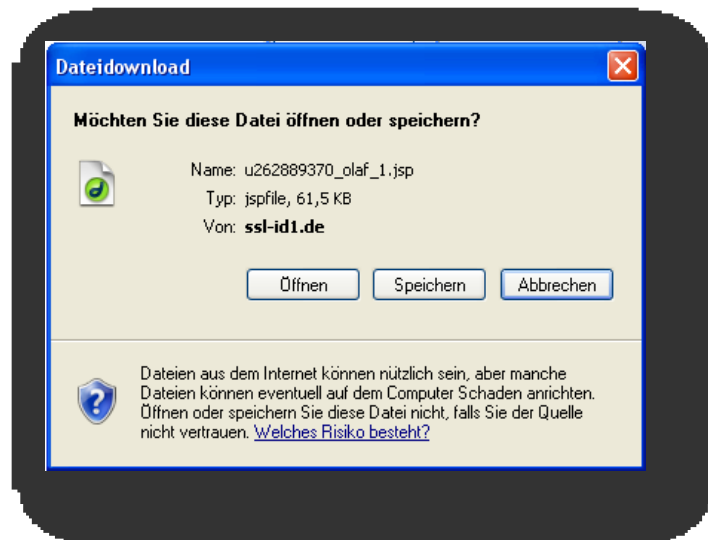 Dateidownload
Möchten Sie diese Datei öffnen oder speichern?
Name: u262889370_olaf_1.jsp
Typ: jspfile, 61,5 KB
Von: ssl-id1.de
Öffnen Speichern Abbrechen
Dateien aus dem Internet können nützlich sein, aber manche
Dateien können eventuell auf dem Computer Schaden anrichten.
Öffnen oder speichern Sie diese Datei nicht, falls Sie der Quelle
nicht vertrauen. Welches Risiko besteht?